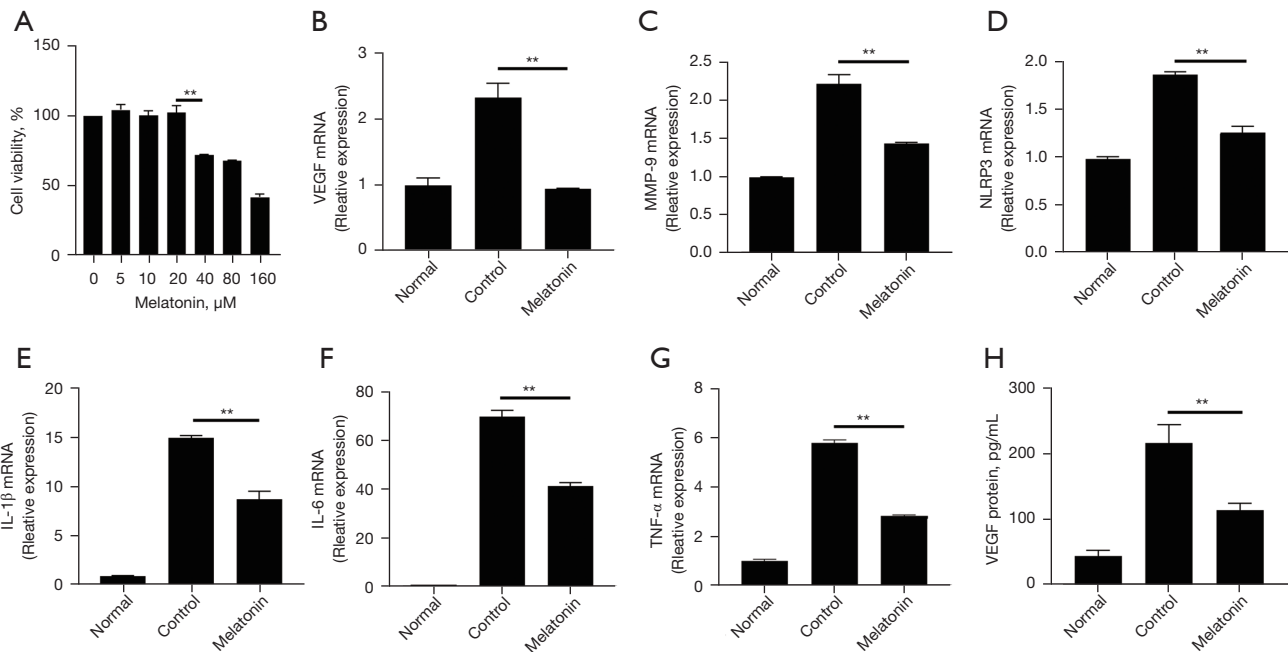 A
150
100
50
0
Cell viability, %
**
0 5 10 20 40 80 160
Melatonin, µM
B
3
2
1
0
VEGF mRNA
(Rleative expression)
**
Normal
Control
Melatonin
C
2.5
2.0
1.5
1.0
0.5
0.0
MMP-9 mRNA
(Rleative expression)
**
Normal
Control
Melatonin
D
2.0
1.5
1.0
0.5
0.0
NLRP3 mRNA
(Rleative expression)
**
Normal
Control
Melatonin
E
20
15
10
5
0
IL-1β mRNA
(Rleative expression)
**
Normal
Control
Melatonin
F
80
60
40
20
0
IL-6 mRNA
(Rleative expression)
**
Normal
Control
Melatonin
G
8
6
4
2
0
TNF-α mRNA
(Rleative expression)
**
Normal
Control
Melatonin
H
300
200
100
0
VEGF protein, pg/mL
**
Normal
Control
Melatonin